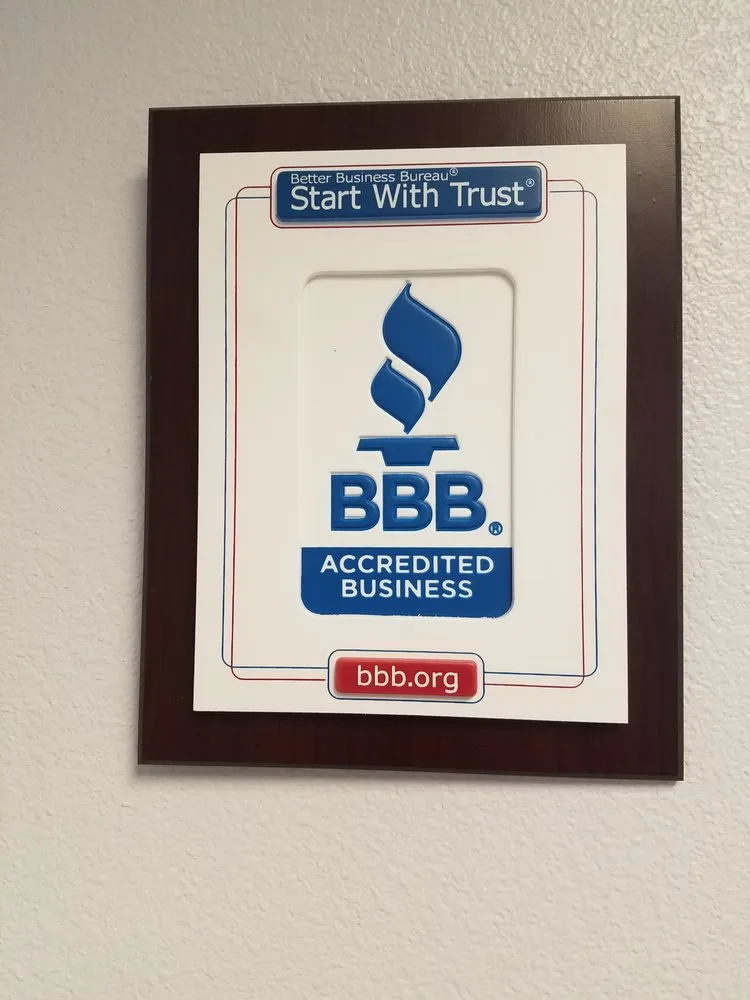 Better Business Bureau®
Start With Trust®
BBB®
ACCREDITED
BUSINESS
bbb.org